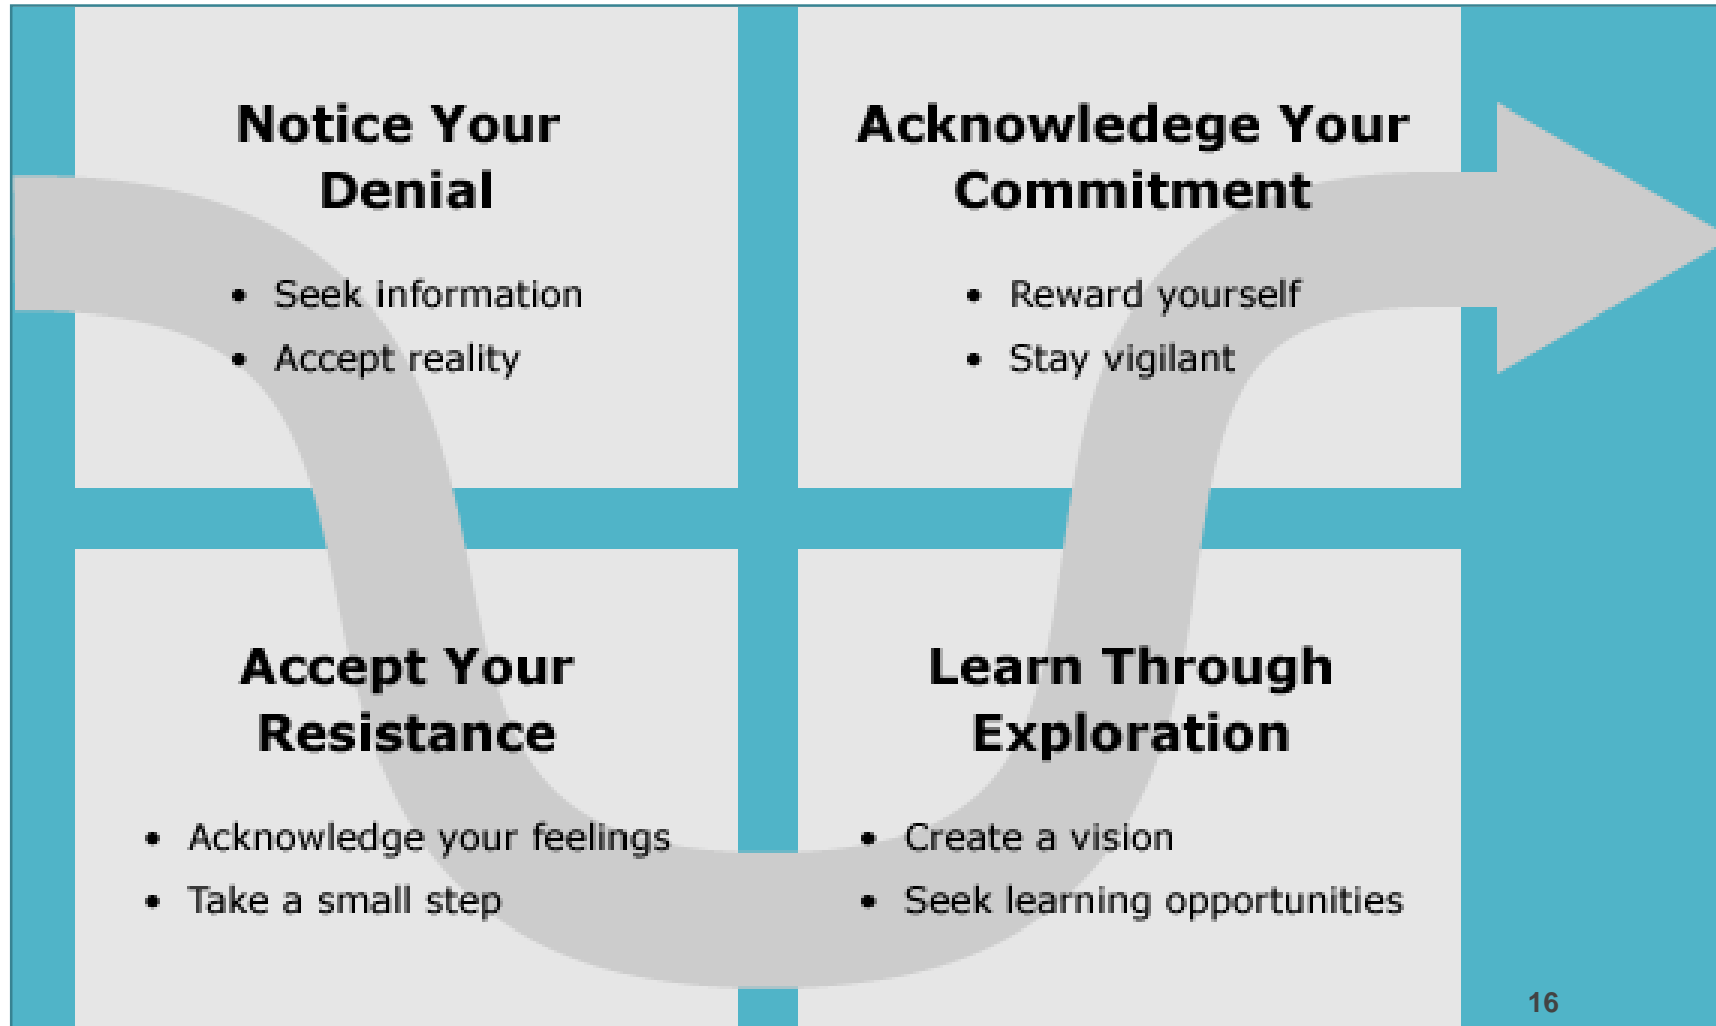 Notice Your
Denial
• Seek information
• Accept reality
Acknowledege Your
Commitment
• Reward yourself
• Stay vigilant
Accept Your
Resistance
• Acknowledge your feelings
• Take a small step
Learn Through
Exploration
• Create a vision
• Seek learning opportunities
16